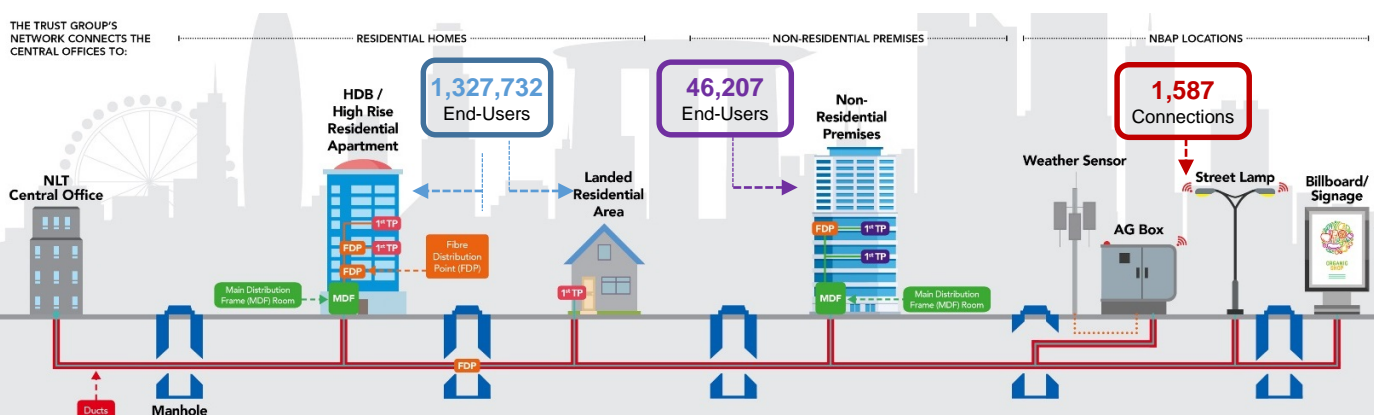 THE TRUST GROUP'S
NETWORK CONNECTS THE
CENTRAL OFFICES TO:
RESIDENTIAL HOMES
NON-RESIDENTIAL PREMISES
NBAP LOCATIONS
1,327,732
End-Users
46,207
End-Users
1,587
Connections
NLT
Central Office
HDB /
High Rise
Residential
Apartment
Landed
Residential
Area
Non-
Residential
Premises
Weather Sensor
AG Box
Street Lamp
Billboard/
Signage
1st TP
FDP
1st TP
FDP
Fibre
Distribution
Point (FDP)
Main Distribution
Frame (MDF) Room
MDF
1st TP
FDP
1st TP
1st TP
MDF
Main Distribution
Frame (MDF) Room
ORGANIC
SHOP
FDP
Ducts
Manhole